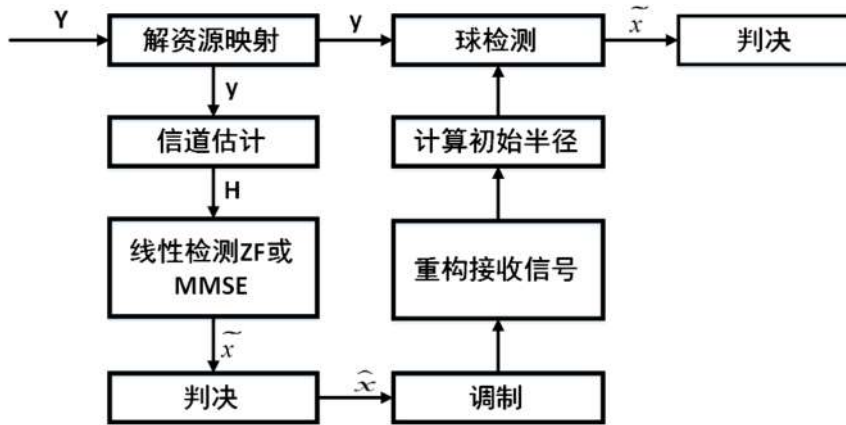 Y
解资源映射
y
球检测
x̃
判决
y
信道估计
计算初始半径
H
线性检测ZF或
MMSE
重构接收信号
x̃
判决
x̂
调制